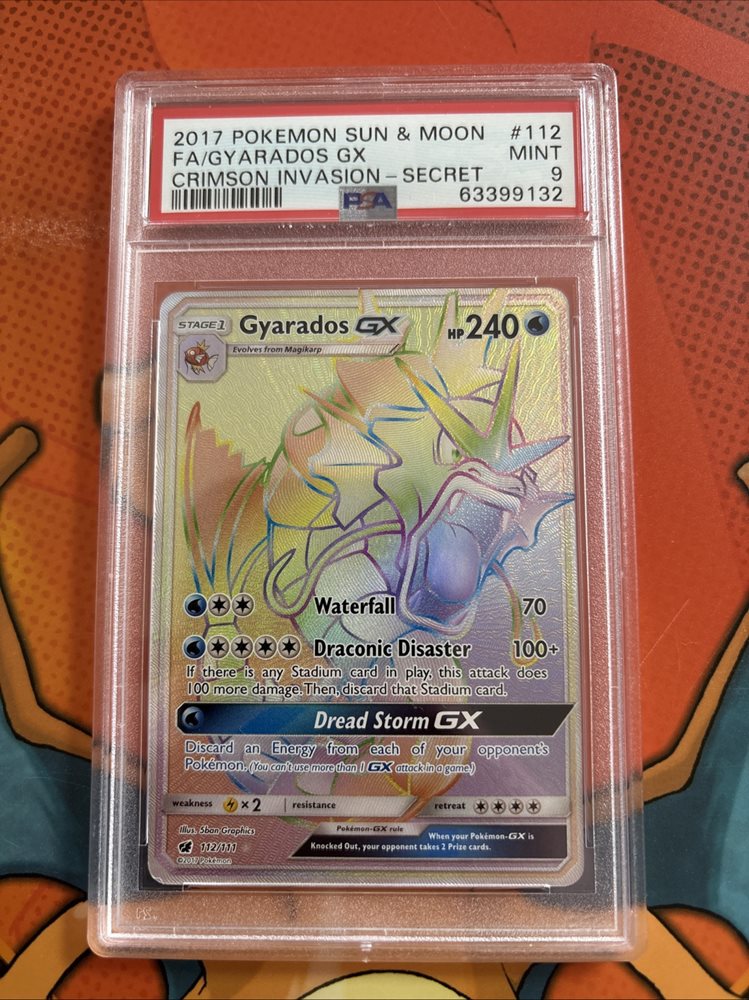 2017 POKEMON SUN & MOON #112
FA/GYARADOS GX MINT
CRIMSON INVASION – SECRET 9
PSA 63399132
STAGE 1 Gyarados GX HP 240
Evolves from Magikarp
Waterfall 70
Draconic Disaster 100+
If there is any Stadium card in play, this attack does
100 more damage. Then, discard that Stadium card.
Dread Storm GX
Discard an Energy from each of your opponent's
Pokémon. (You can't use more than 1 GX attack in a game.)
weakness × 2 resistance retreat
Illus. 5ban Graphics
112/111
©2017 Pokémon
Pokémon-GX rule
When your Pokémon-GX is
Knocked Out, your opponent takes 2 Prize cards.